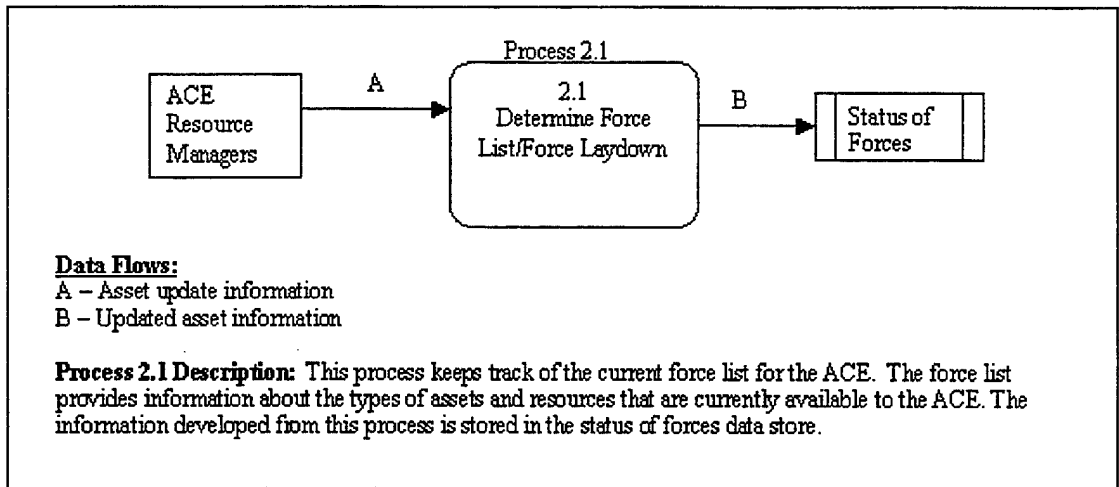 Process 2.1
ACE
Resource
Managers
A
2.1
Determine Force
List/Force Laydown
B
Status of
Forces
Data Flows:
A – Asset update information
B – Updated asset information
Process 2.1 Description: This process keeps track of the current force list for the ACE. The force list
provides information about the types of assets and resources that are currently available to the ACE. The
information developed from this process is stored in the status of forces data store.